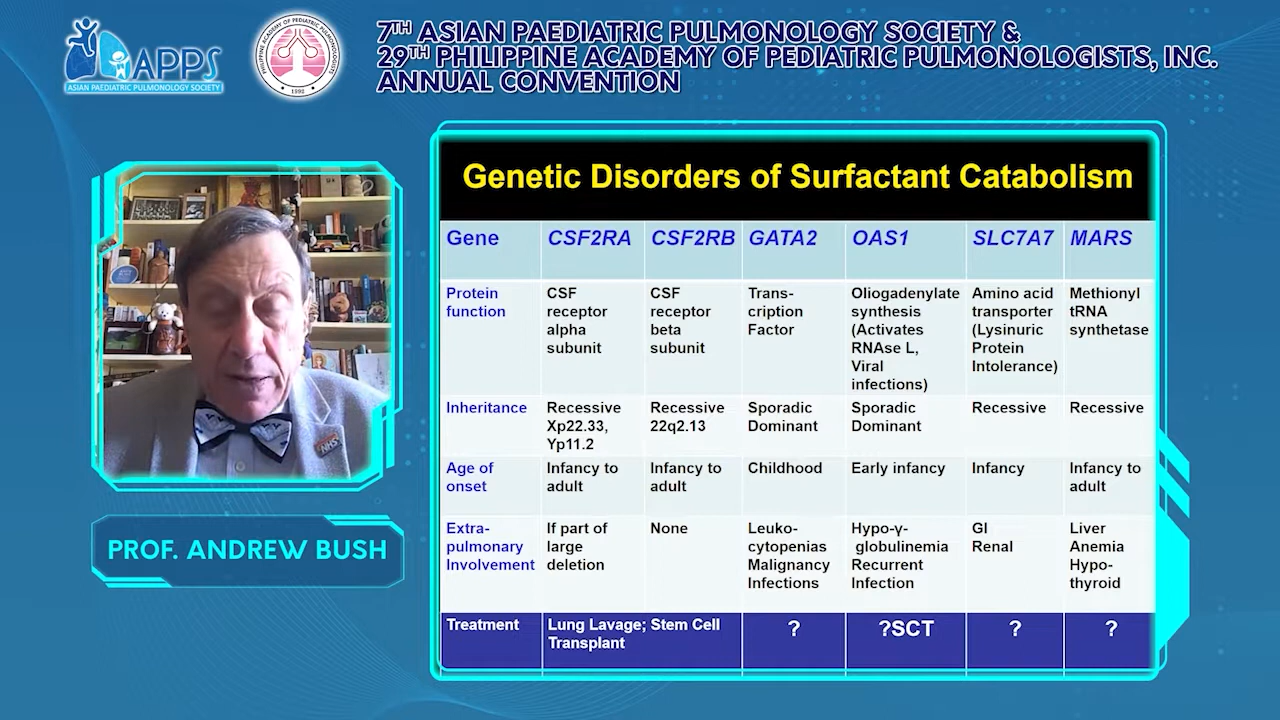 APPS
ASIAN PAEDIATRIC PULMONOLOGY SOCIETY
PHILIPPINE ACADEMY OF PEDIATRIC PULMONOLOGISTS
7TH ASIAN PAEDIATRIC PULMONOLOGY SOCIETY &
29TH PHILIPPINE ACADEMY OF PEDIATRIC PULMONOLOGISTS, INC.
ANNUAL CONVENTION
NHS
PROF. ANDREW BUSH
Genetic Disorders of Surfactant Catabolism
Gene CSF2RA CSF2RB GATA2 OAS1 SLC7A7 MARS
Protein CSF CSF Trans- Oliogadenylate Amino acid Methionyl
function receptor receptor cription synthesis transporter tRNA
alpha beta Factor (Activates (Lysinuric synthetase
subunit subunit RNAse L, Protein
Viral Intolerance)
infections)
Inheritance Recessive Recessive Sporadic Sporadic Recessive Recessive
Xp22.33, 22q2.13 Dominant Dominant
Yp11.2
Age of Infancy to Infancy to Childhood Early infancy Infancy Infancy to
onset adult adult adult
Extra- If part of None Leuko- Hypo-γ- GI Liver
pulmonary large cytopenias globulinemia Renal Anemia
Involvement deletion Malignancy Recurrent Hypo-
Infections Infection thyroid
Treatment Lung Lavage; Stem Cell ? ?SCT ? ?
Transplant